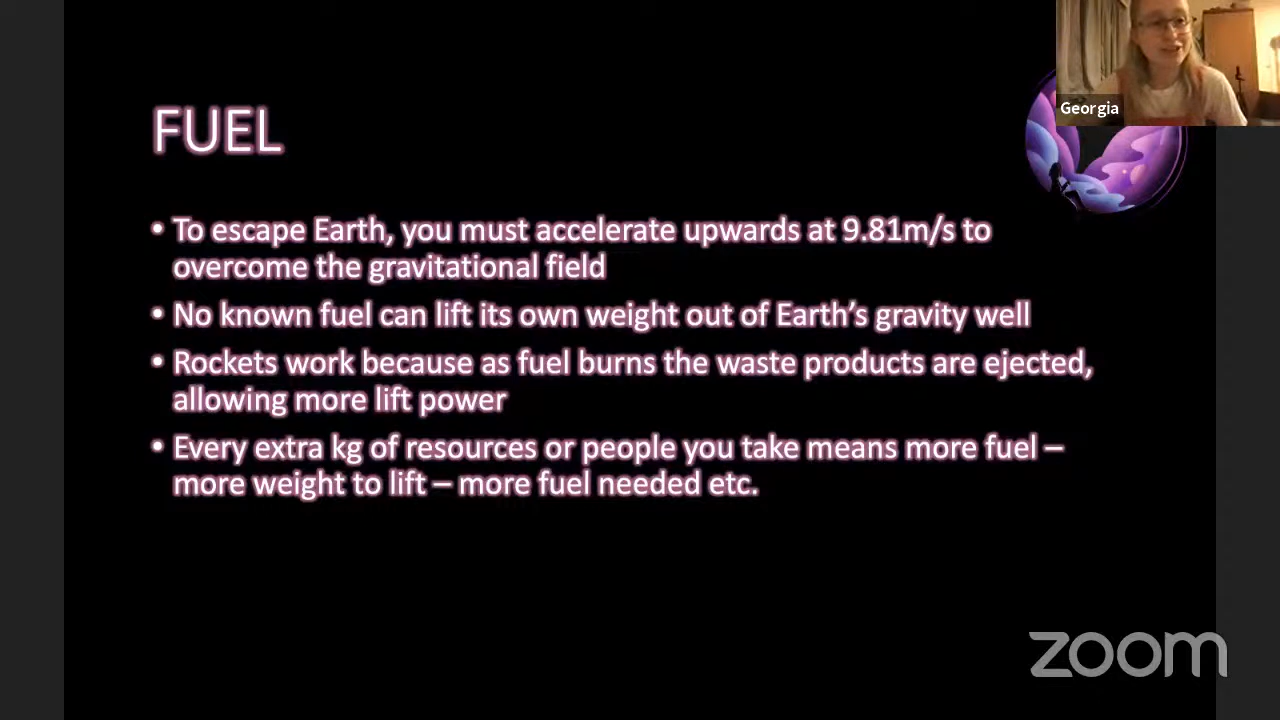 Georgia
FUEL
• To escape Earth, you must accelerate upwards at 9.81m/s to
overcome the gravitational field
• No known fuel can lift its own weight out of Earth's gravity well
• Rockets work because as fuel burns the waste products are ejected,
allowing more lift power
• Every extra kg of resources or people you take means more fuel –
more weight to lift – more fuel needed etc.
zoom